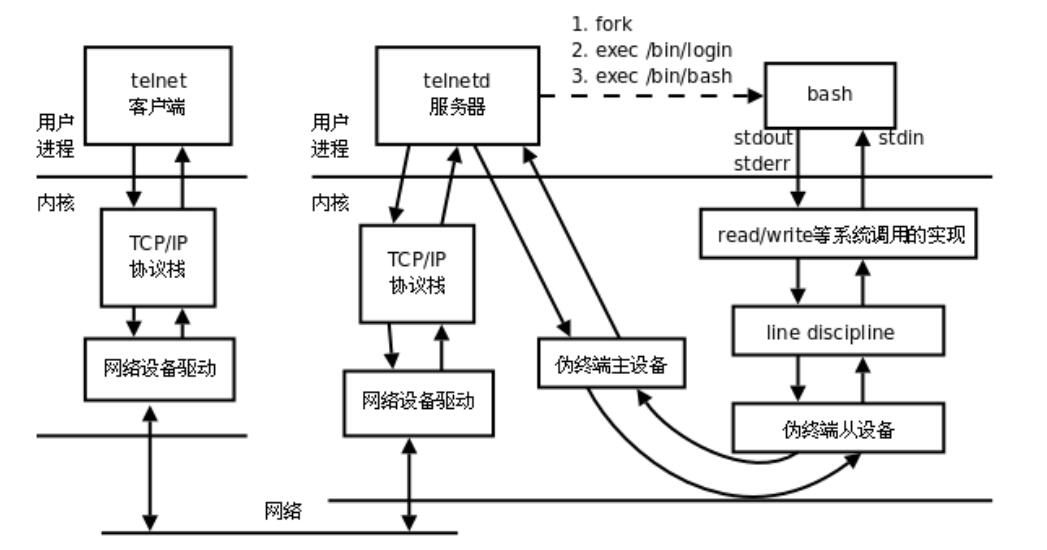 1. fork
2. exec /bin/login
3. exec /bin/bash
telnet
客户端
telnetd
服务器
bash
用户
进程
用户
进程
stdout
stderr
stdin
内核
内核
TCP/IP
协议栈
TCP/IP
协议栈
read/write等系统调用的实现
line discipline
网络设备驱动
网络设备驱动
伪终端主设备
伪终端从设备
网络